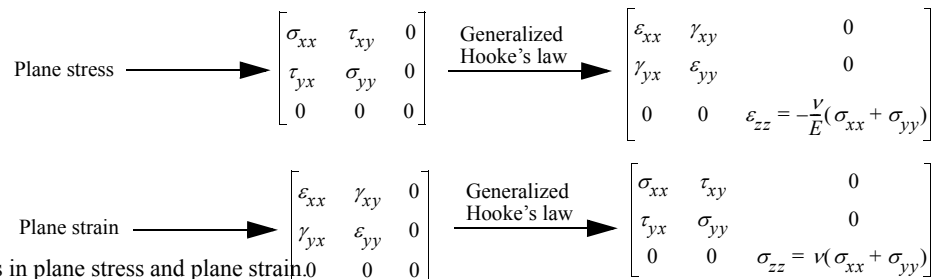 Plane stress
σxx τxy 0
τyx σyy 0
0 0 0
Generalized
Hooke's law
εxx γxy 0
γyx εyy 0
0 0 εzz = −ν/E(σxx + σyy)
Plane strain
εxx γxy 0
γyx εyy 0
0 0 0
Generalized
Hooke's law
σxx τxy 0
τyx σyy 0
0 0 σzz = ν(σxx + σyy)
s in plane stress and plane strain.